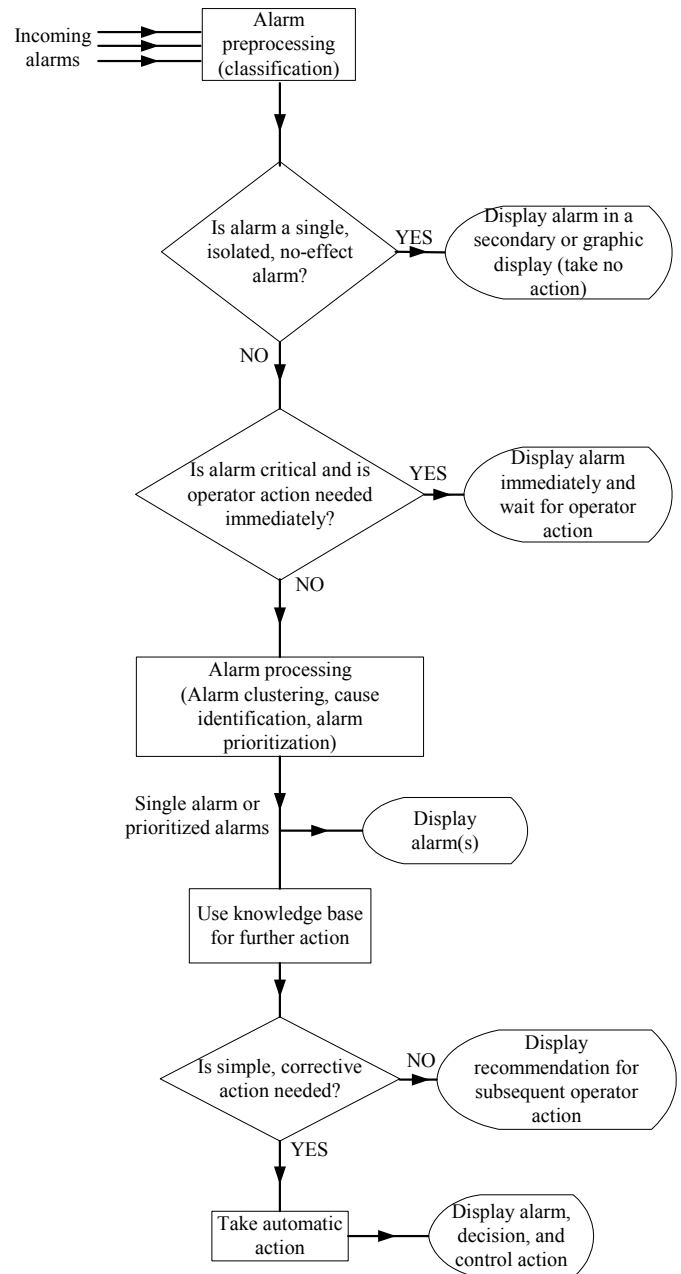 Incoming
alarms
Alarm
preprocessing
(classification)
Is alarm a single,
isolated, no-effect
alarm?
YES
Display alarm in a
secondary or graphic
display (take no
action)
NO
Is alarm critical and is
operator action needed
immediately?
YES
Display alarm
immediately and
wait for operator
action
NO
Alarm processing
(Alarm clustering, cause
identification, alarm
prioritization)
Single alarm or
prioritized alarms
Display
alarm(s)
Use knowledge base
for further action
Is simple, corrective
action needed?
NO
Display
recommendation for
subsequent operator
action
YES
Take automatic
action
Display alarm,
decision, and
control action